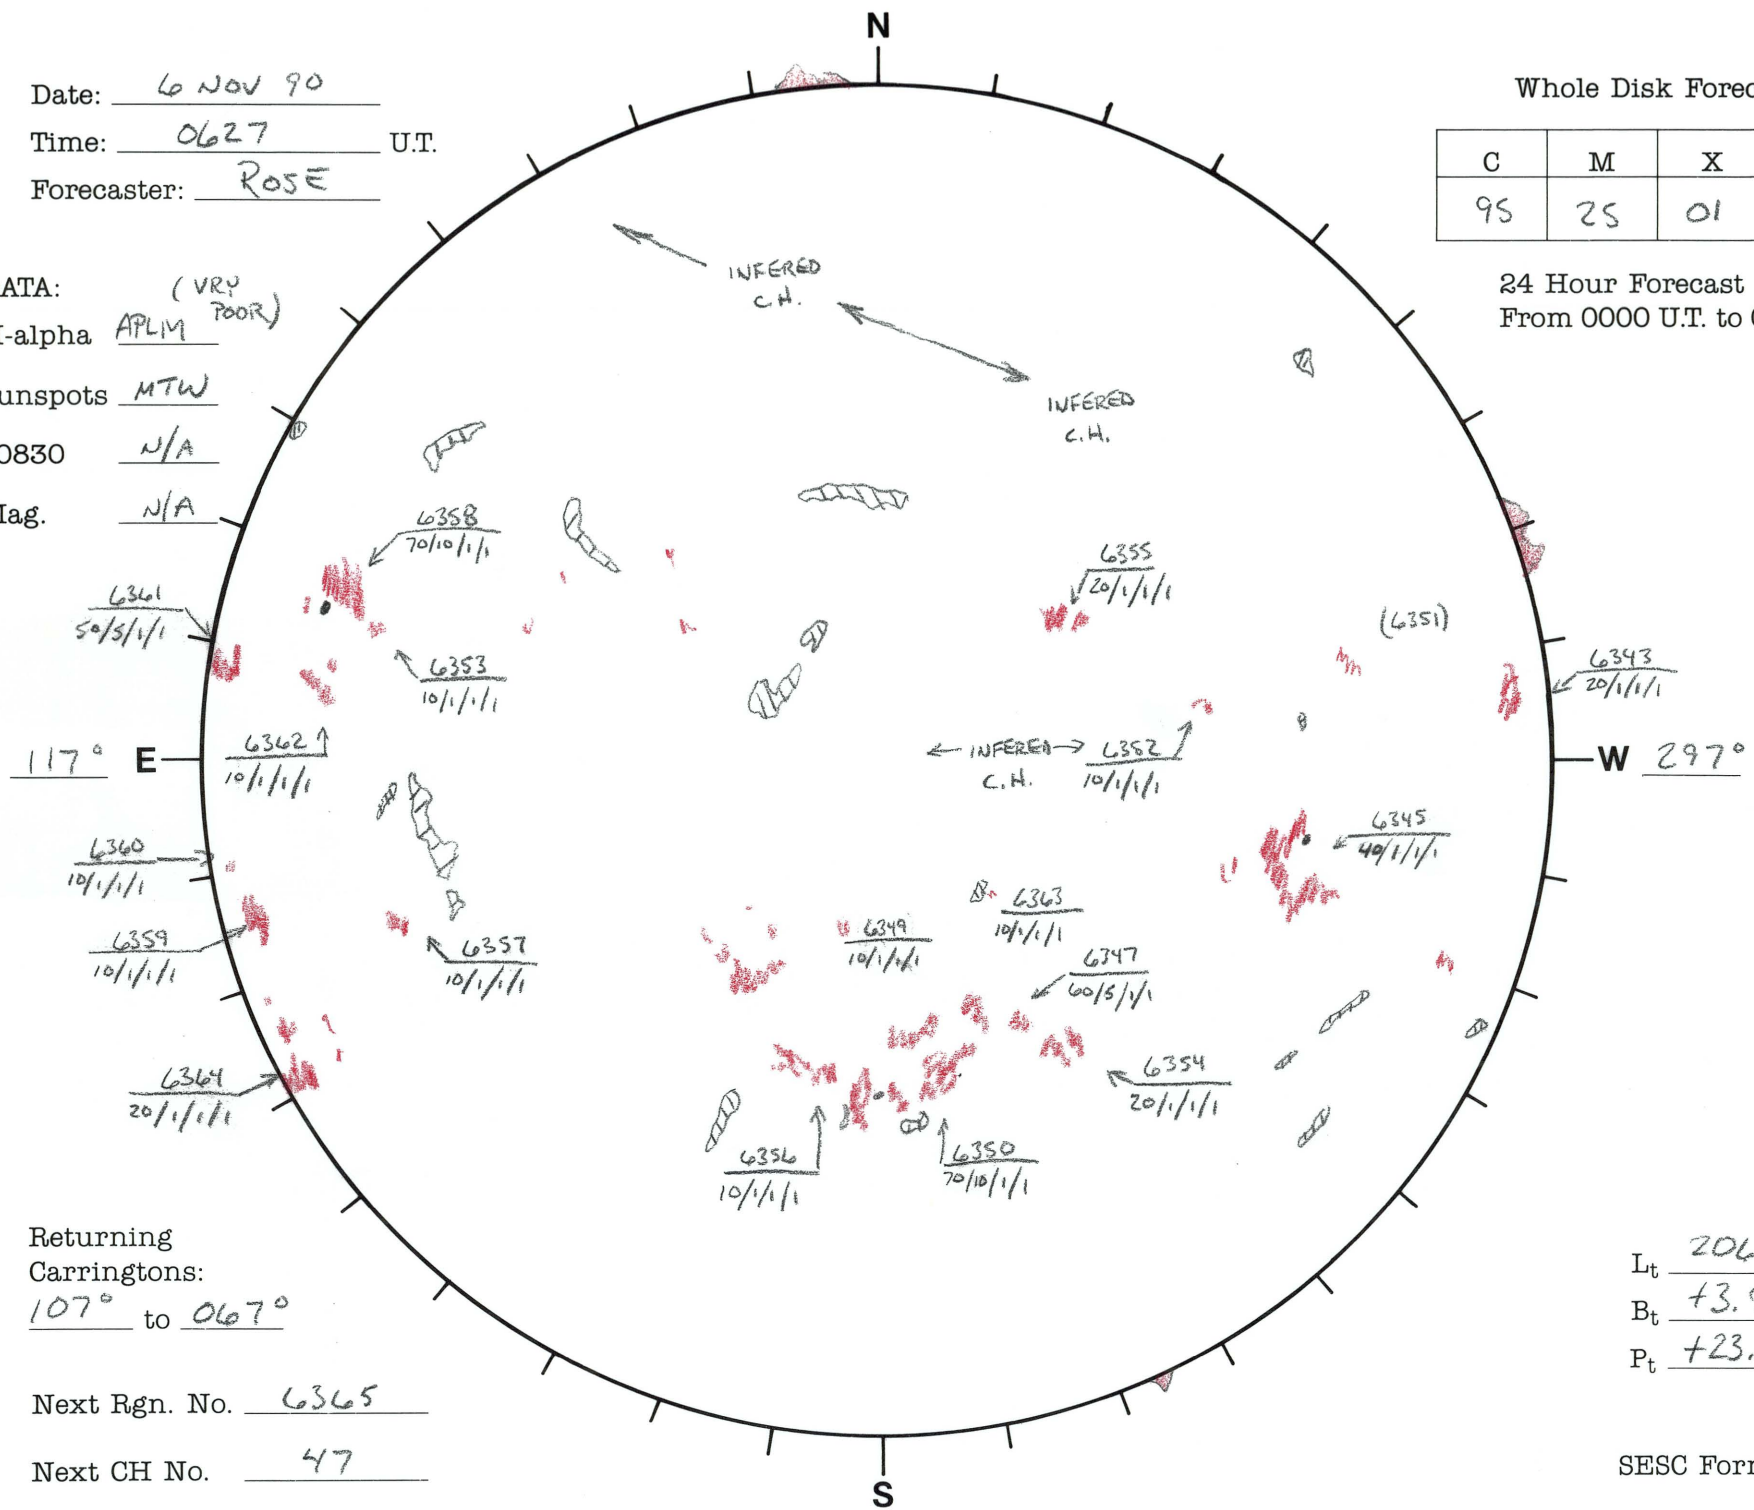 N
Date: 6 NOV 90
Time: 0627 U.T.
Forecaster: ROSE
Whole Disk Forec
C M X
95 25 01
24 Hour Forecast
From 0000 U.T. to
ATA: (VRY POOR)
-alpha APLM
unspots MTW
0830 N/A
ag. N/A
INFERED
C.H.
INFERED
C.H.
6358
70/10/1/1
6355
20/1/1/1
6361
50/5/1/1
(6351)
6353
10/1/1/1
6343
20/1/1/1
6362
10/1/1/1
117° E
INFERED
C.H.
6352
10/1/1/1
W 297°
6345
40/1/1/1
6360
10/1/1/1
6363
10/1/1/1
6359
10/1/1/1
6357
10/1/1/1
6349
10/1/1/1
6347
60/5/1/1
6364
20/1/1/1
6354
20/1/1/1
6356
10/1/1/1
6350
70/10/1/1
Returning
Carringtons:
107° to 067°
Lt 206
Bt +3.
Pt +23.
Next Rgn. No. 6365
Next CH No. 47
SESC For
S